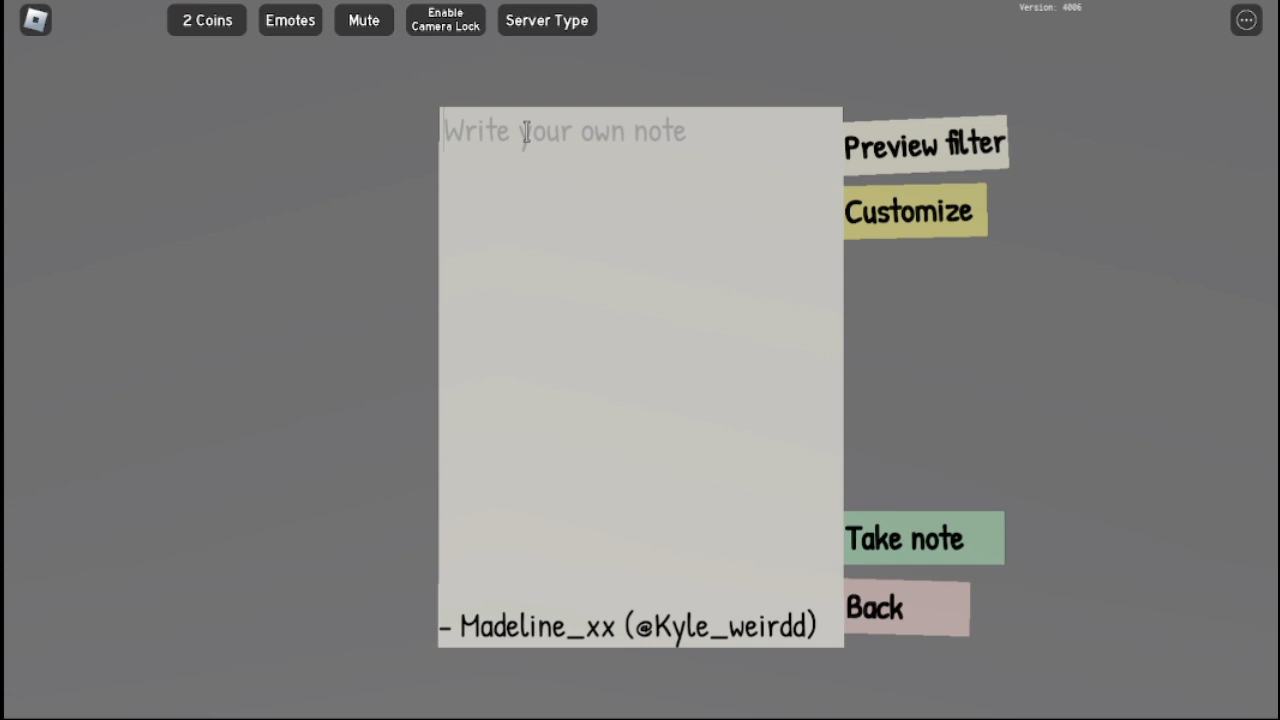 2 Coins
Emotes
Mute
Enable
Camera Lock
Server Type
Version: 4006
Write your own note
Preview filter
Customize
Take note
Back
- Madeline_xx (@Kyle_weirdd)